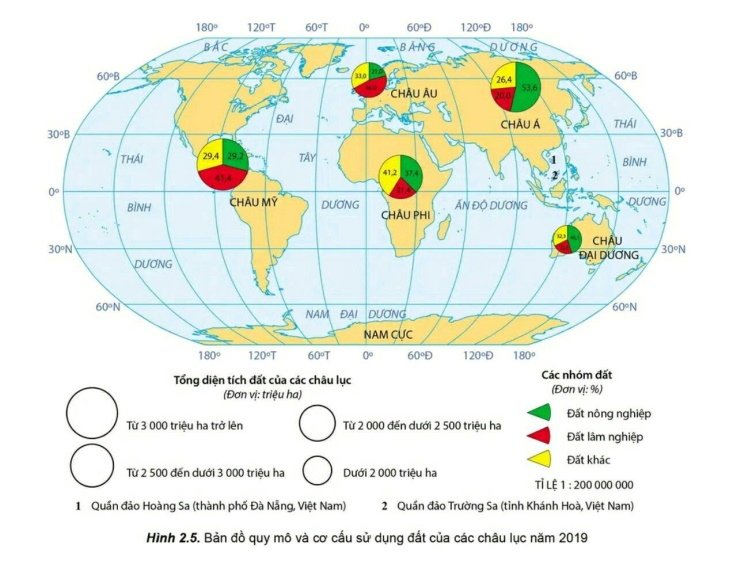 180° 120°T 60°T 0° 60°Đ 120°Đ 180°
BẮC BĂNG DƯƠNG
60°B 60°B
33,0 46,0
26,4 53,6 20,0
CHÂU ÂU
CHÂU Á
ĐẠI
THÁI
30°B 30°B
THÁI TÂY BÌNH
1
2
29,4 29,2 41,4
41,2 37,4 21,4
0° 0°
CHÂU MỸ
BÌNH DƯƠNG ẤN ĐỘ DƯƠNG DƯƠNG
CHÂU PHI
32,5
CHÂU
ĐẠI DƯƠNG
30°N 30°N
DƯƠNG
60°N 60°N
NAM ĐẠI DƯƠNG
NAM CỰC
180° 120°T 60°T 0° 60°Đ 120°Đ 180°
Tổng diện tích đất của các châu lục
(Đơn vị: triệu ha)
Từ 3 000 triệu ha trở lên
Từ 2 000 đến dưới 2 500 triệu ha
Từ 2 500 đến dưới 3 000 triệu ha
Dưới 2 000 triệu ha
Các nhóm đất
(Đơn vị: %)
Đất nông nghiệp
Đất lâm nghiệp
Đất khác
TỈ LỆ 1 : 200 000 000
1 Quần đảo Hoàng Sa (thành phố Đà Nẵng, Việt Nam)
2 Quần đảo Trường Sa (tỉnh Khánh Hoà, Việt Nam)
Hình 2.5. Bản đồ quy mô và cơ cấu sử dụng đất của các châu lục năm 2019